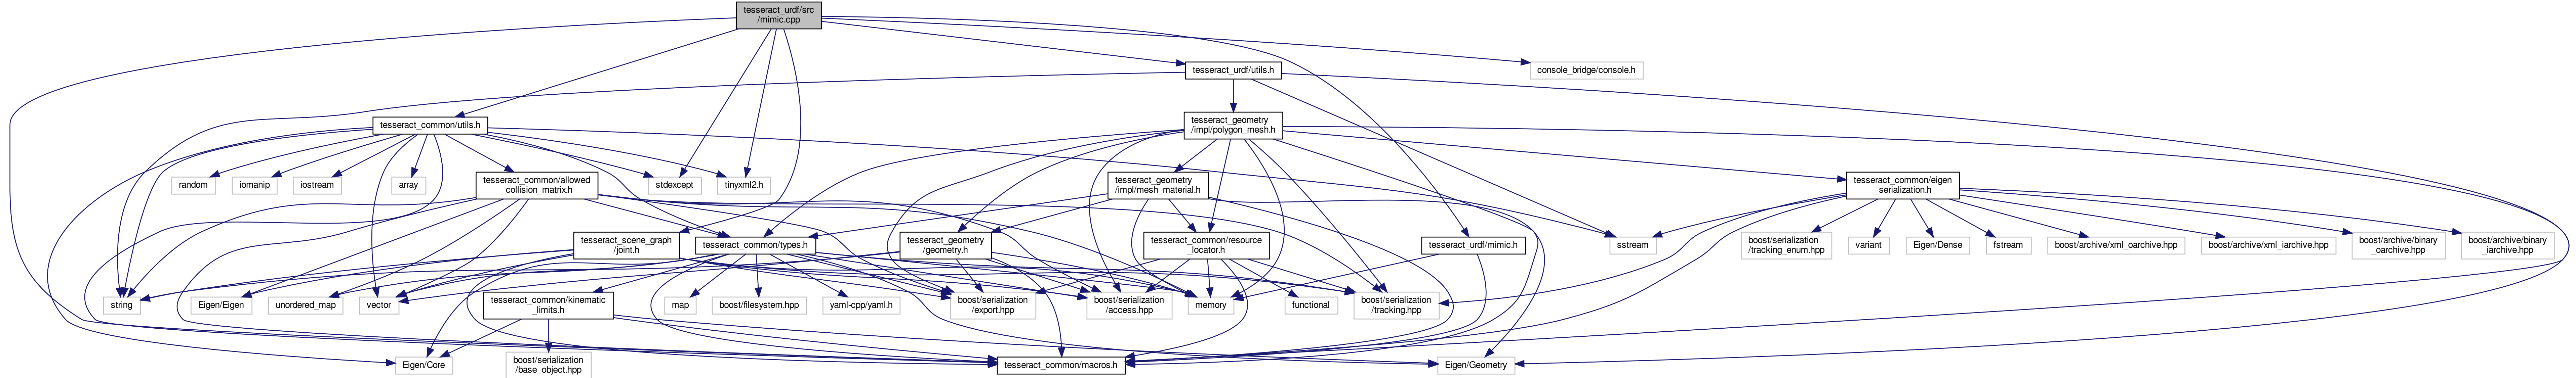 tesseract_urdf/src
/mimic.cpp
tesseract_urdf/utils.h
console_bridge/console.h
tesseract_common/utils.h
tesseract_geometry
/impl/polygon_mesh.h
random
iomanip
iostream
array
tesseract_common/allowed
_collision_matrix.h
stdexcept
tinyxml2.h
tesseract_geometry
/impl/mesh_material.h
tesseract_common/eigen
_serialization.h
tesseract_scene_graph
/joint.h
tesseract_common/types.h
tesseract_geometry
/geometry.h
tesseract_common/resource
_locator.h
tesseract_urdf/mimic.h
sstream
boost/serialization
/tracking_enum.hpp
variant
Eigen/Dense
fstream
boost/archive/xml_oarchive.hpp
boost/archive/xml_iarchive.hpp
boost/archive/binary
_oarchive.hpp
boost/archive/binary
_iarchive.hpp
string
Eigen/Eigen
unordered_map
vector
tesseract_common/kinematic
_limits.h
map
boost/filesystem.hpp
yaml-cpp/yaml.h
boost/serialization
/export.hpp
boost/serialization
/access.hpp
memory
functional
boost/serialization
/tracking.hpp
Eigen/Core
boost/serialization
/base_object.hpp
tesseract_common/macros.h
Eigen/Geometry